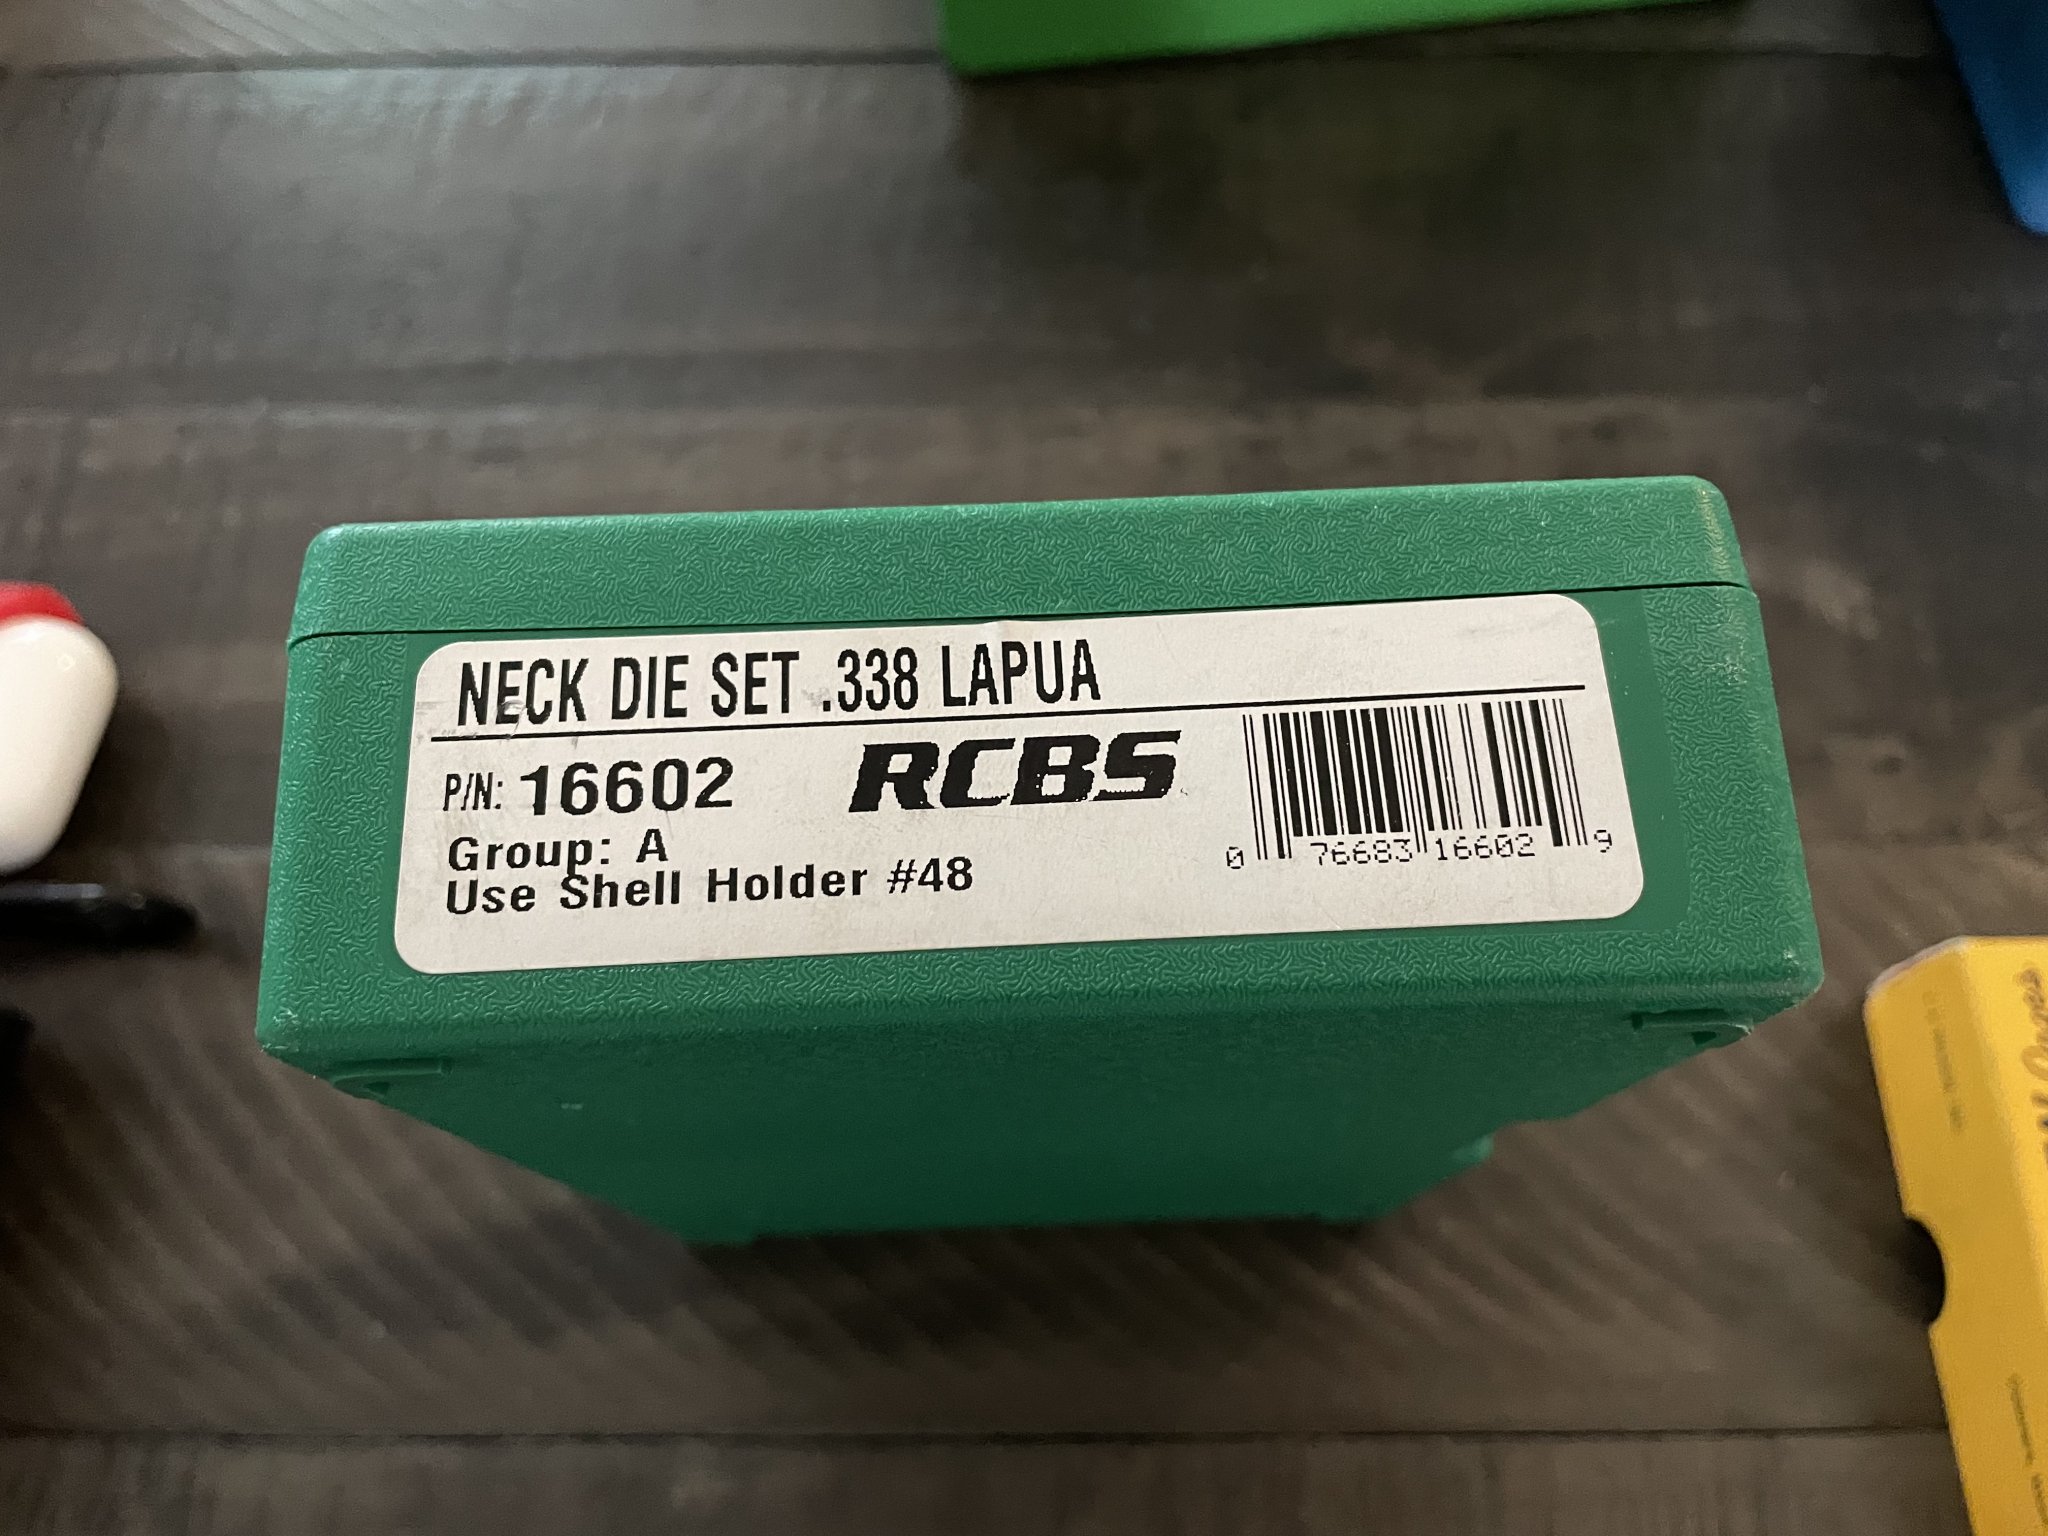 NECK DIE SET .338 LAPUA
P/N: 16602
RCBS
Group: A
Use Shell Holder #48
0 76683 16602 9